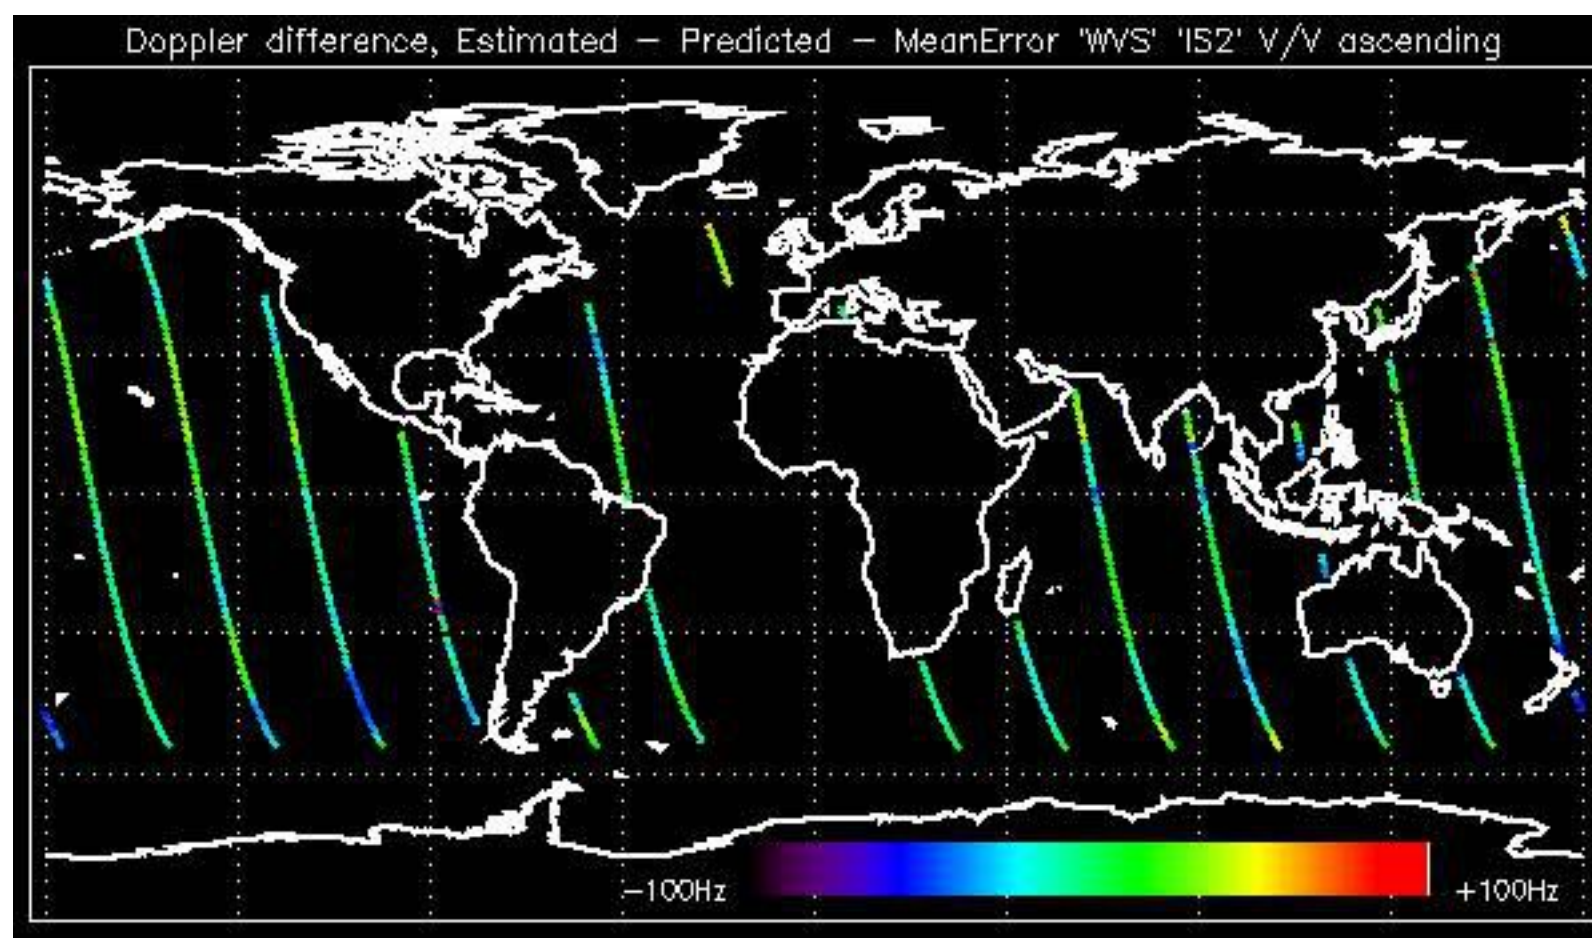 Doppler difference, Estimated − Predicted − MeanError 'WVS' 'IS2' V/V ascending
−100Hz +100Hz